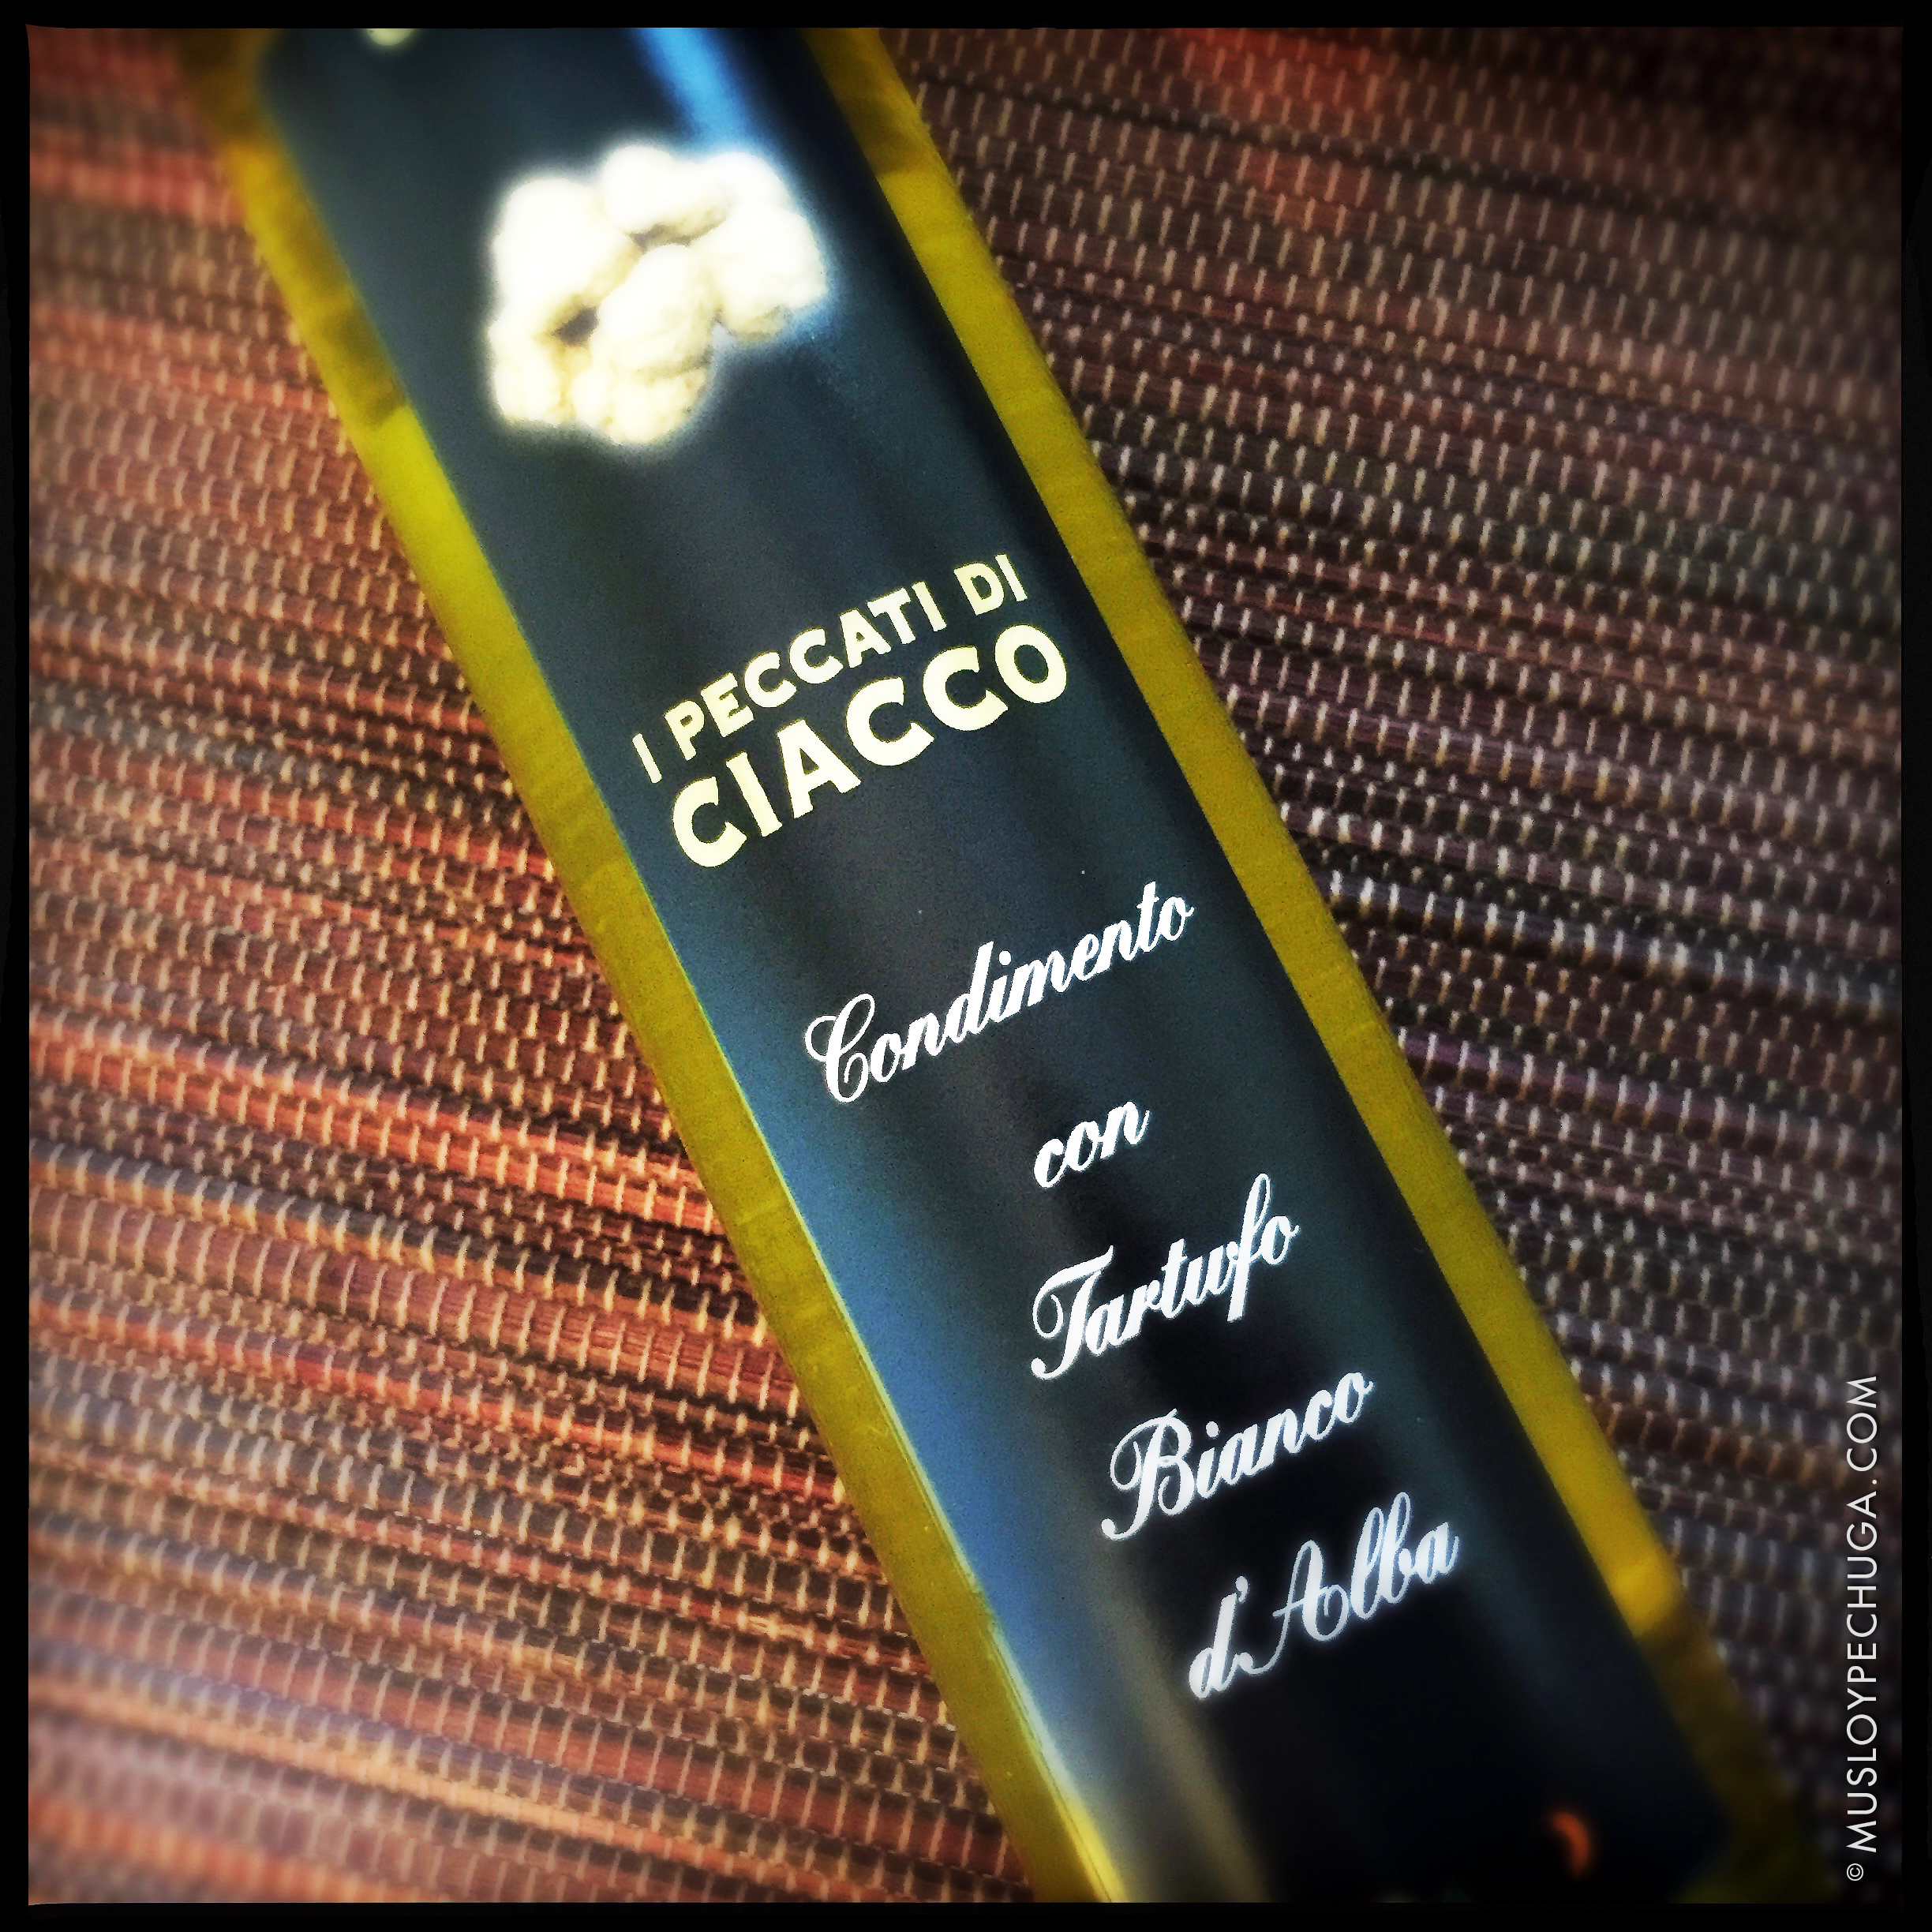 I PECCATI DI
CIACCO
Condimento
con
Tartufo
Bianco
d'Alba
© MUSLOYPECHUGA.COM